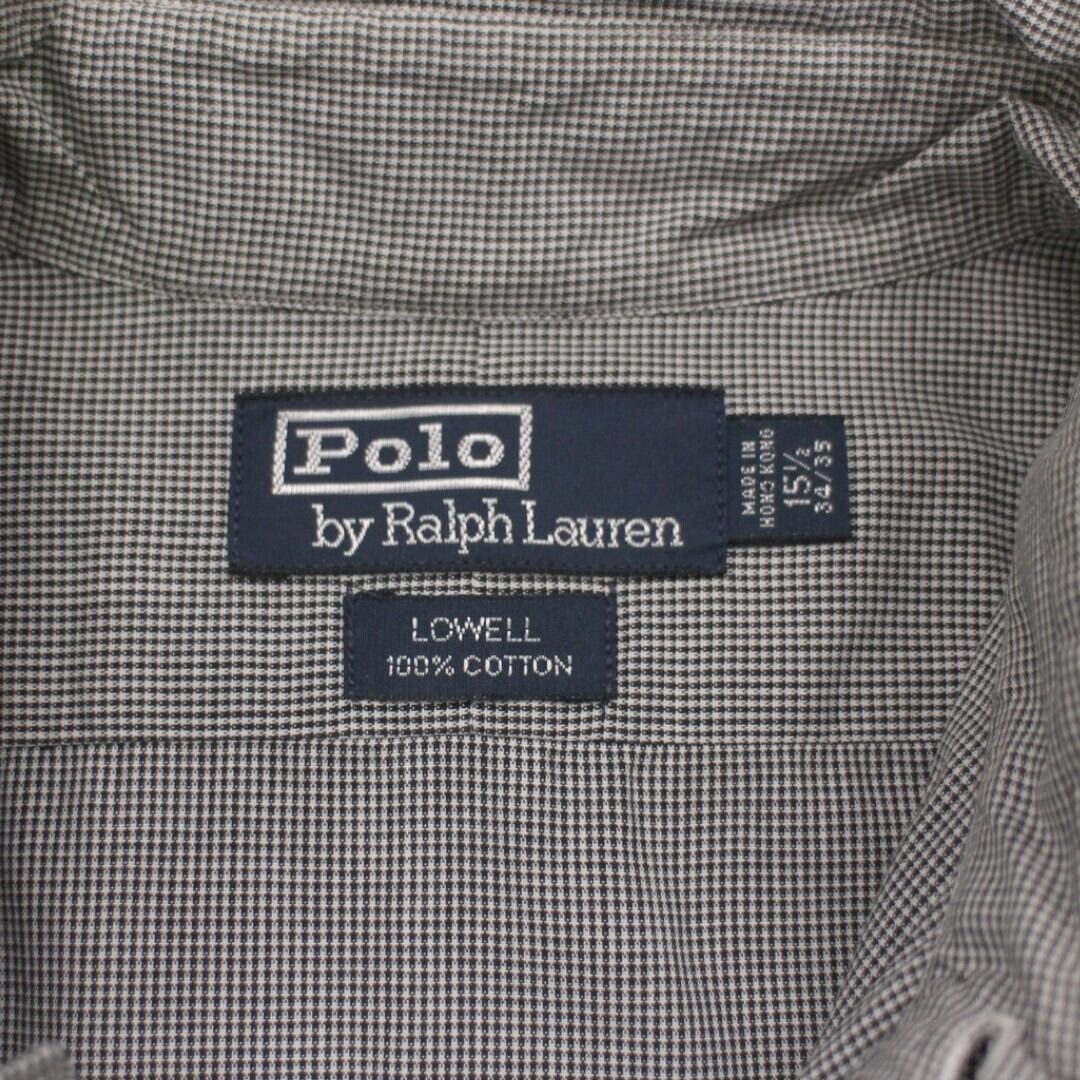 Polo
by Ralph Lauren
MADE IN
HONG KONG
15½
34/35
LOWELL
100% COTTON